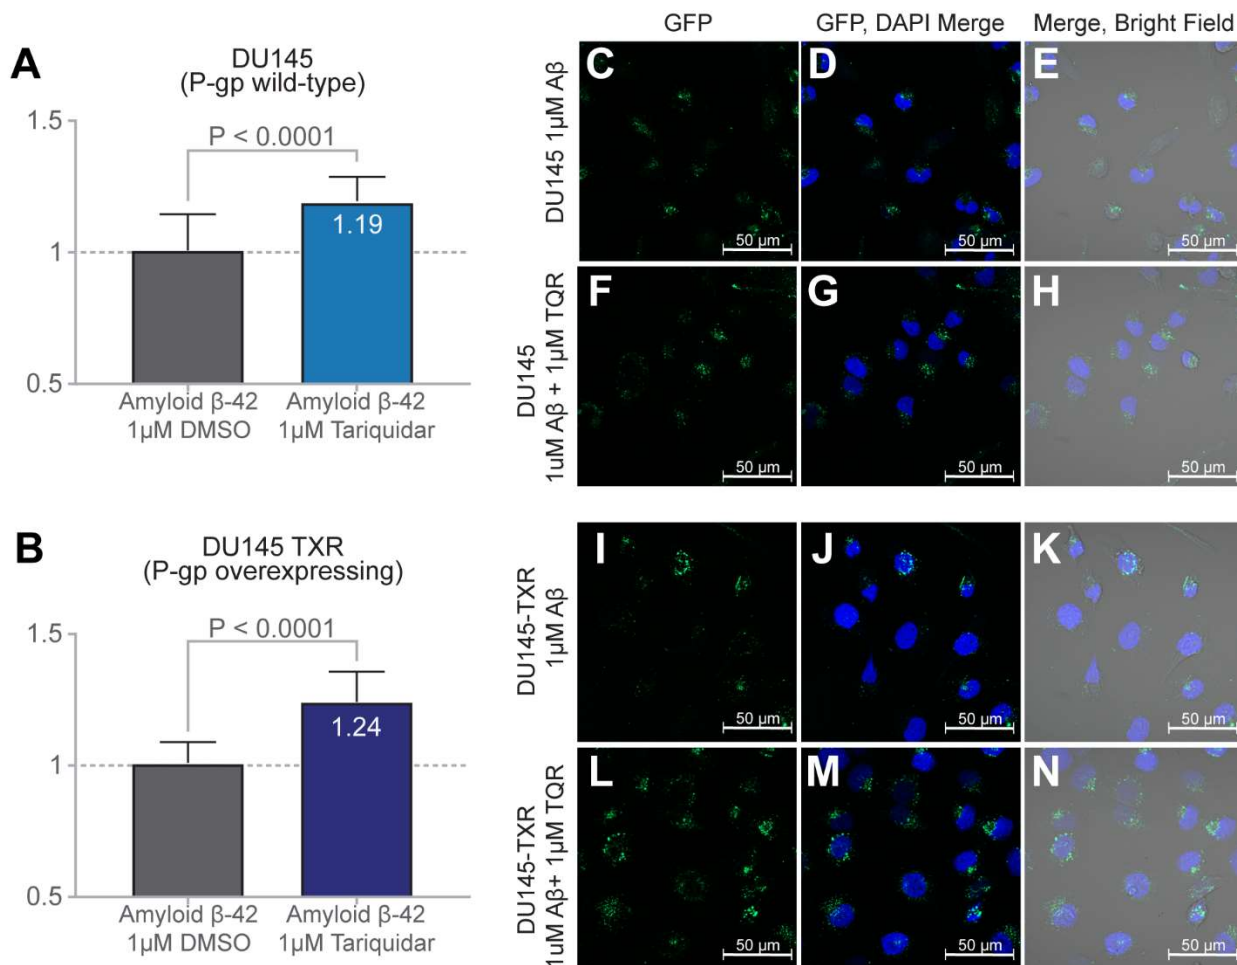 A
DU145
(P-gp wild-type)
1.5
P < 0.0001
1.19
1
0.5
Amyloid β-42
1µM DMSO
Amyloid β-42
1µM Tariquidar
B
DU145 TXR
(P-gp overexpressing)
1.5
P < 0.0001
1.24
1
0.5
Amyloid β-42
1µM DMSO
Amyloid β-42
1µM Tariquidar
GFP
GFP, DAPI Merge
Merge, Bright Field
DU145 1µM Aβ
C
50 µm
D
50 µm
E
50 µm
DU145
1uM Aβ + 1µM TQR
F
50 µm
G
50 µm
H
50 µm
DU145-TXR
1µM Aβ
I
50 µm
J
50 µm
K
50 µm
DU145-TXR
1uM Aβ+ 1µM TQR
L
50 µm
M
50 µm
N
50 µm